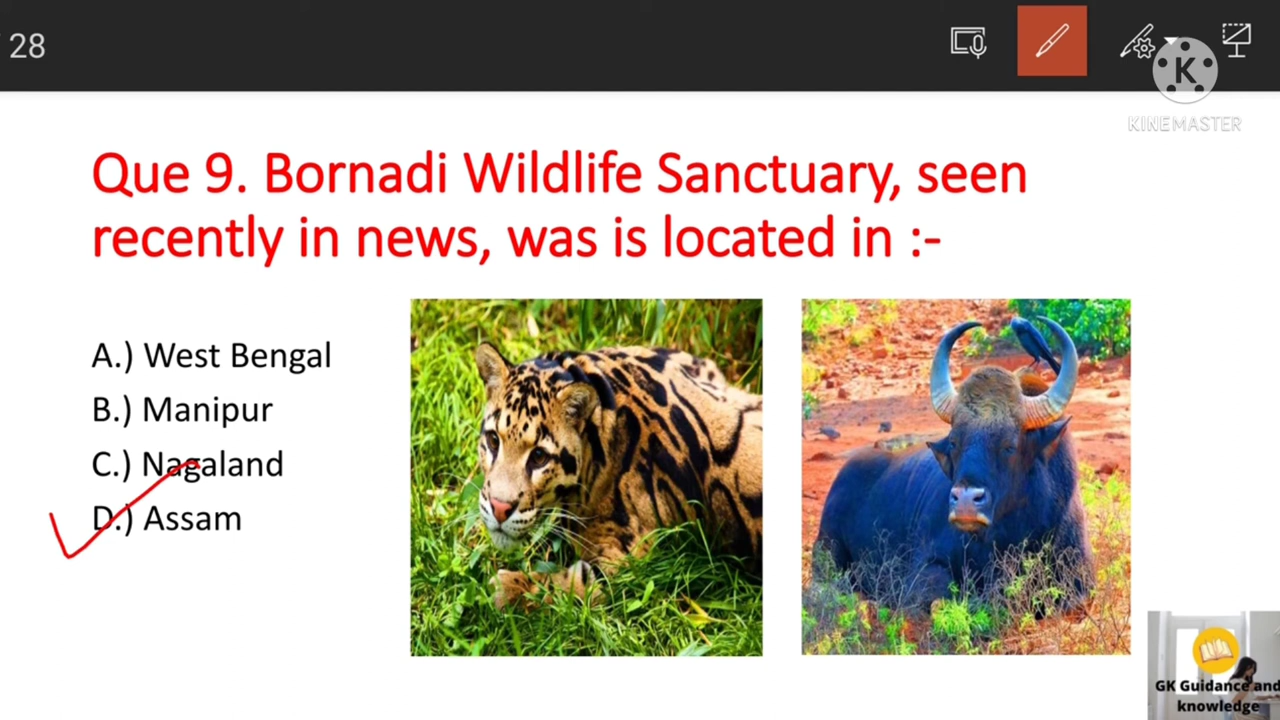 28
K
KINEMASTER
Que 9. Bornadi Wildlife Sanctuary, seen
recently in news, was is located in :-
A.) West Bengal
B.) Manipur
C.) Nagaland
D.) Assam
GK Guidance and
knowledge